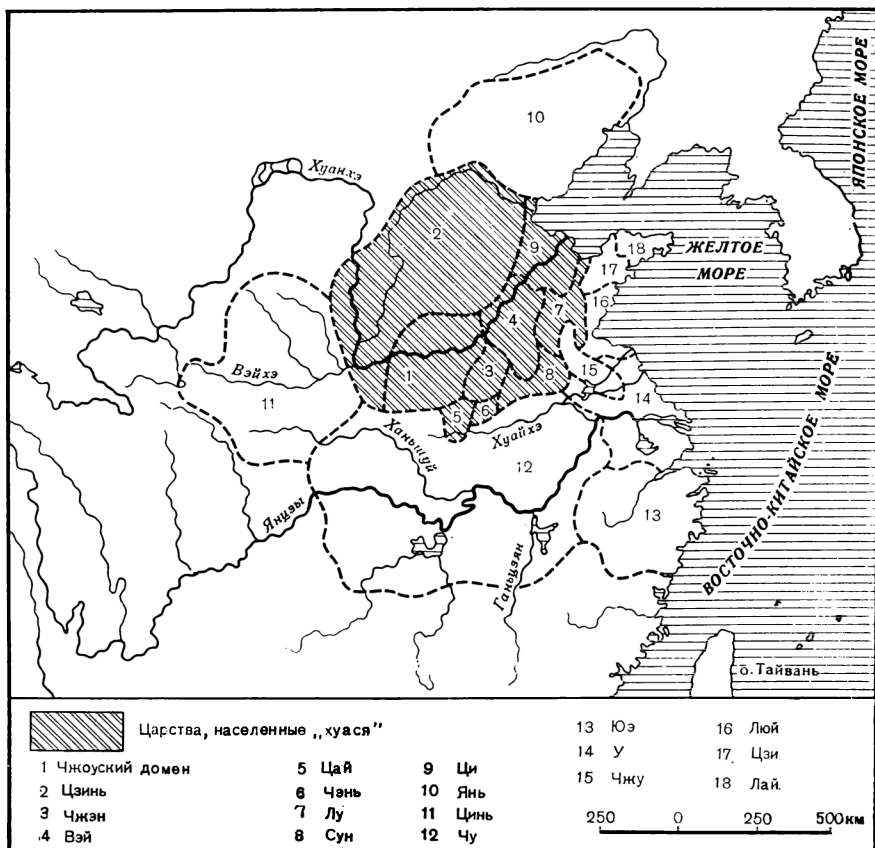 10
Хуанхэ
ЯПОНСКОЕ МОРЕ
2
9
18
ЖЕЛТОЕ
МОРЕ
17
16
4
7
Вэйхэ
1
3
8
15
11
5
6
14
Ханьшуй
Хуайхэ
12
Янцзы
13
Ганьцзян
ВОСТОЧНО-КИТАЙСКОЕ МОРЕ
о. Тайвань
Царства, населенные „хуася”
1 Чжоуский домен
2 Цзинь
3 Чжэн
4 Вэй
5 Цай
6 Чэнь
7 Лу
8 Сун
9 Ци
10 Янь
11 Цинь
12 Чу
13 Юэ
14 У
15 Чжу
16 Люй
17 Цзи
18 Лай.
250 0 250 500км